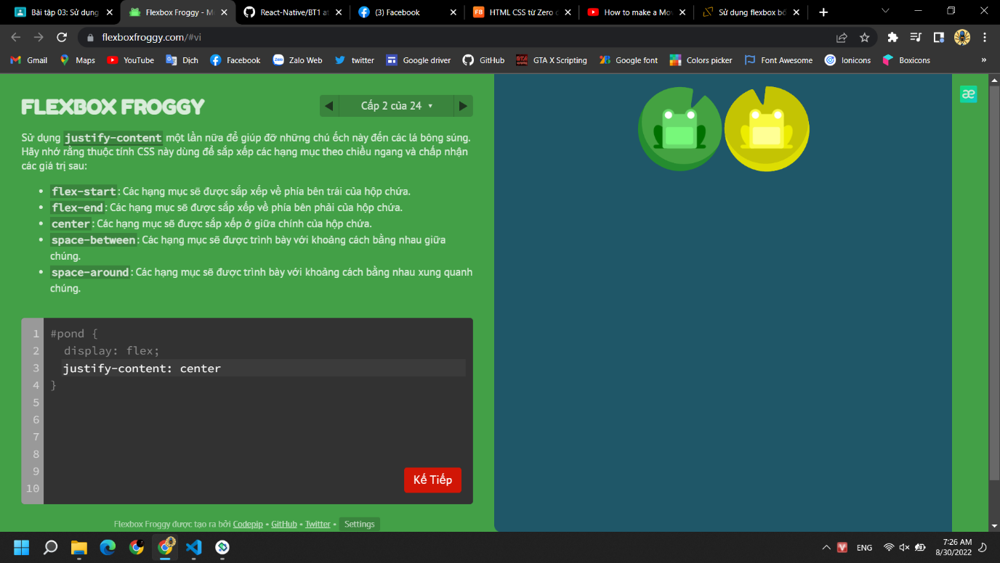 Bài tập 03: Sử dụng
Flexbox Froggy - M
React-Native/BT1 at
(3) Facebook
HTML CSS từ Zero
How to make a Mo
Sử dụng flexbox bố
flexboxfroggy.com/#vi
Gmail
Maps
YouTube
Dịch
Facebook
Zalo Web
twitter
Google driver
GitHub
GTA X Scripting
Google font
Colors picker
Font Awesome
Ionicons
Boxicons
»
FLEXBOX FROGGY
Cấp 2 của 24
æ
Sử dụng justify-content một lần nữa để giúp đỡ những chú ếch này đến các lá bông súng.
Hãy nhớ rằng thuộc tính CSS này dùng để sắp xếp các hạng mục theo chiều ngang và chấp nhận
các giá trị sau:
• flex-start: Các hạng mục sẽ được sắp xếp về phía bên trái của hộp chứa.
• flex-end: Các hạng mục sẽ được sắp xếp về phía bên phải của hộp chứa.
• center: Các hạng mục sẽ được sắp xếp ở giữa chính của hộp chứa.
• space-between: Các hạng mục sẽ được trình bày với khoảng cách bằng nhau giữa
chúng.
• space-around: Các hạng mục sẽ được trình bày với khoảng cách bằng nhau xung quanh
chúng.
1 #pond {
2 display: flex;
3 justify-content: center
4 }
5
6
7
8
9
10
Kế Tiếp
Flexbox Froggy được tạo ra bởi Codepip • GitHub • Twitter • Settings
V
ENG
7:26 AM
8/30/2022